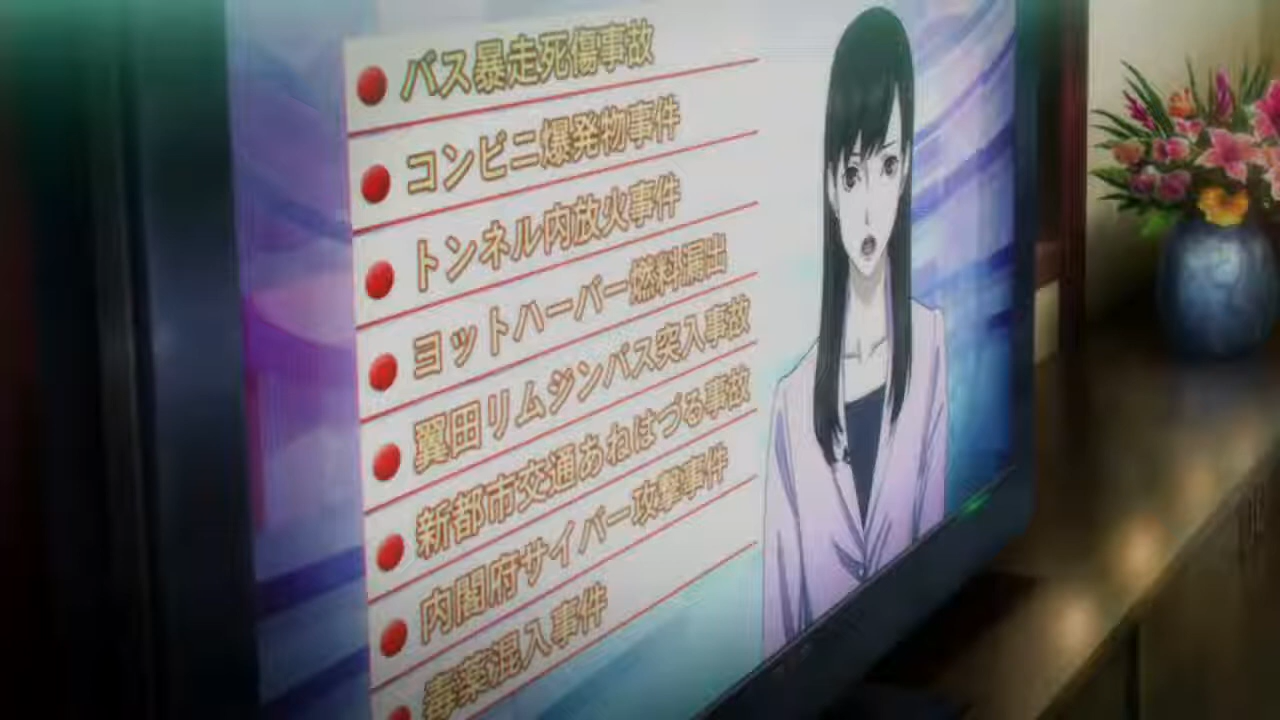 バス暴走死傷事故
コンビニ爆発物事件
トンネル内放火事件
ヨットハーバー燃料漏出
翼田リムジンバス突入事故
新都市交通あねはづる事故
内閣府サイバー攻撃事件
毒薬混入事件